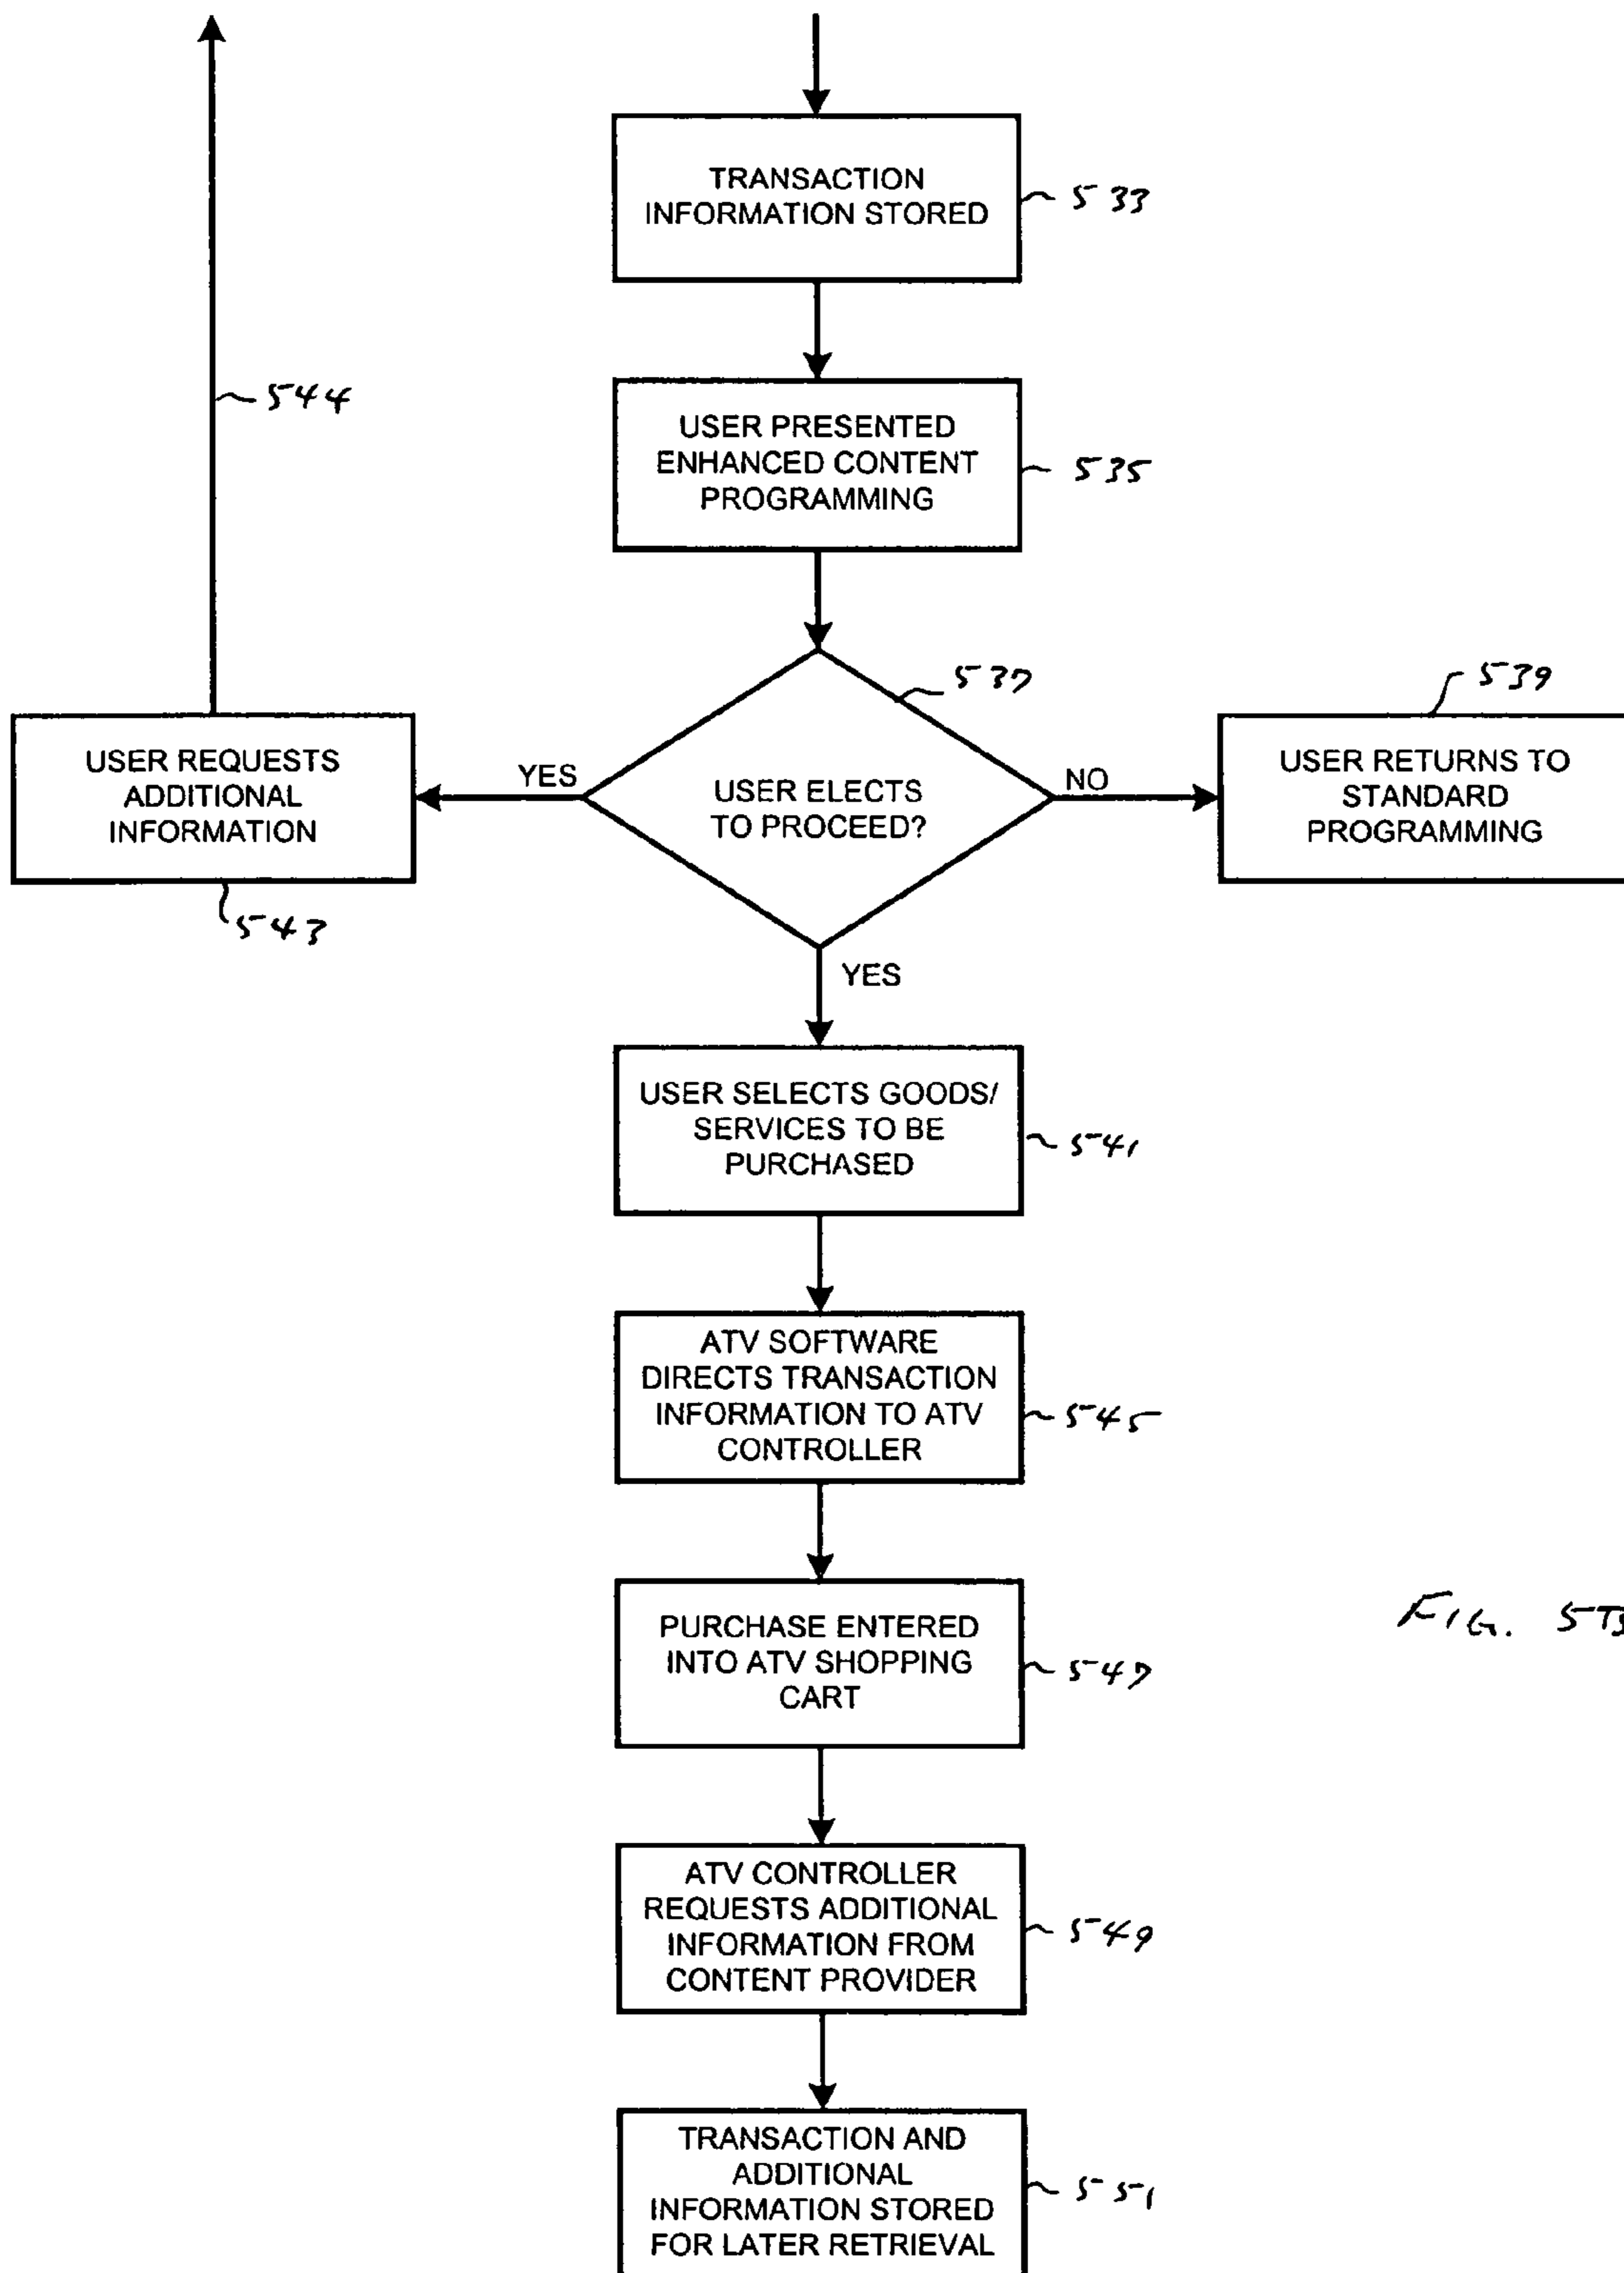 TRANSACTION
INFORMATION STORED
533
USER PRESENTED
ENHANCED CONTENT
PROGRAMMING
535
544
537
539
USER REQUESTS
ADDITIONAL
INFORMATION
543
YES
USER ELECTS
TO PROCEED?
NO
USER RETURNS TO
STANDARD
PROGRAMMING
YES
USER SELECTS GOODS/
SERVICES TO BE
PURCHASED
541
ATV SOFTWARE
DIRECTS TRANSACTION
INFORMATION TO ATV
CONTROLLER
545
PURCHASE ENTERED
INTO ATV SHOPPING
CART
547
FIG. 5B
ATV CONTROLLER
REQUESTS ADDITIONAL
INFORMATION FROM
CONTENT PROVIDER
549
TRANSACTION AND
ADDITIONAL
INFORMATION STORED
FOR LATER RETRIEVAL
551